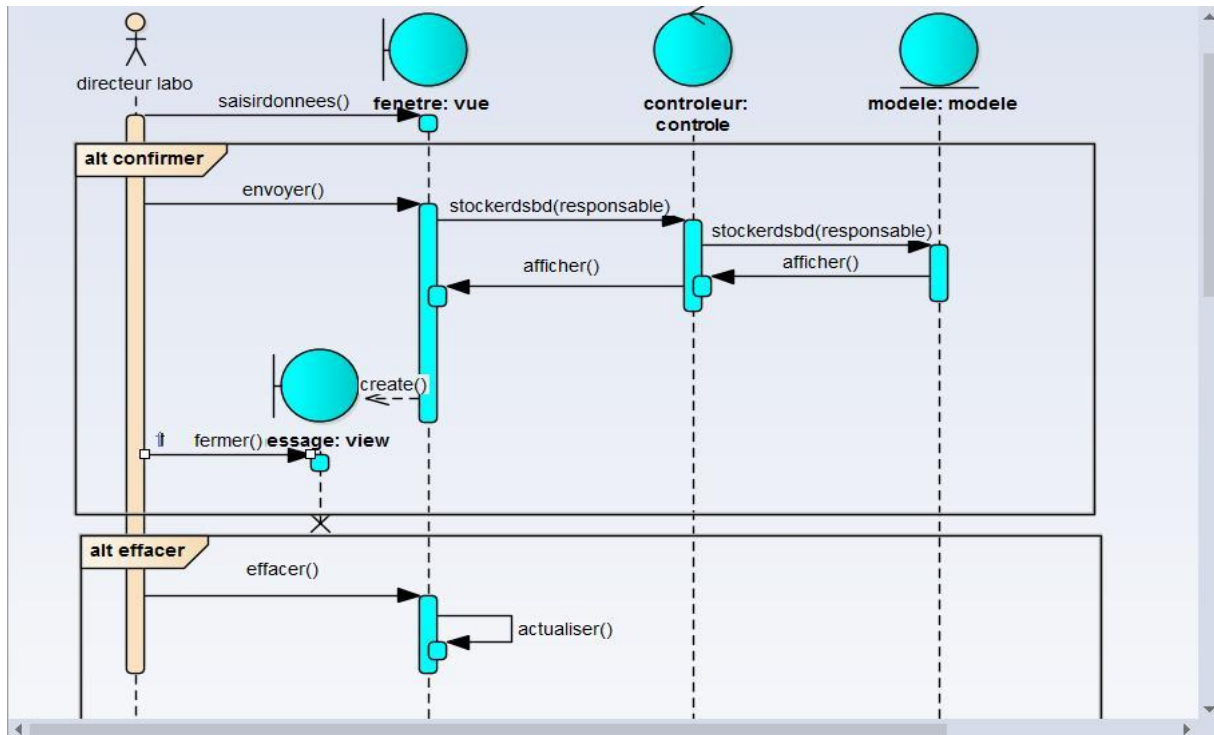 directeur labo
saisirdonnees()
fenetre: vue
controleur:
controle
modele: modele
alt confirmer
envoyer()
stockerdsbd(responsable)
stockerdsbd(responsable)
afficher()
afficher()
create()
fermer()
essage: view
alt effacer
effacer()
actualiser()